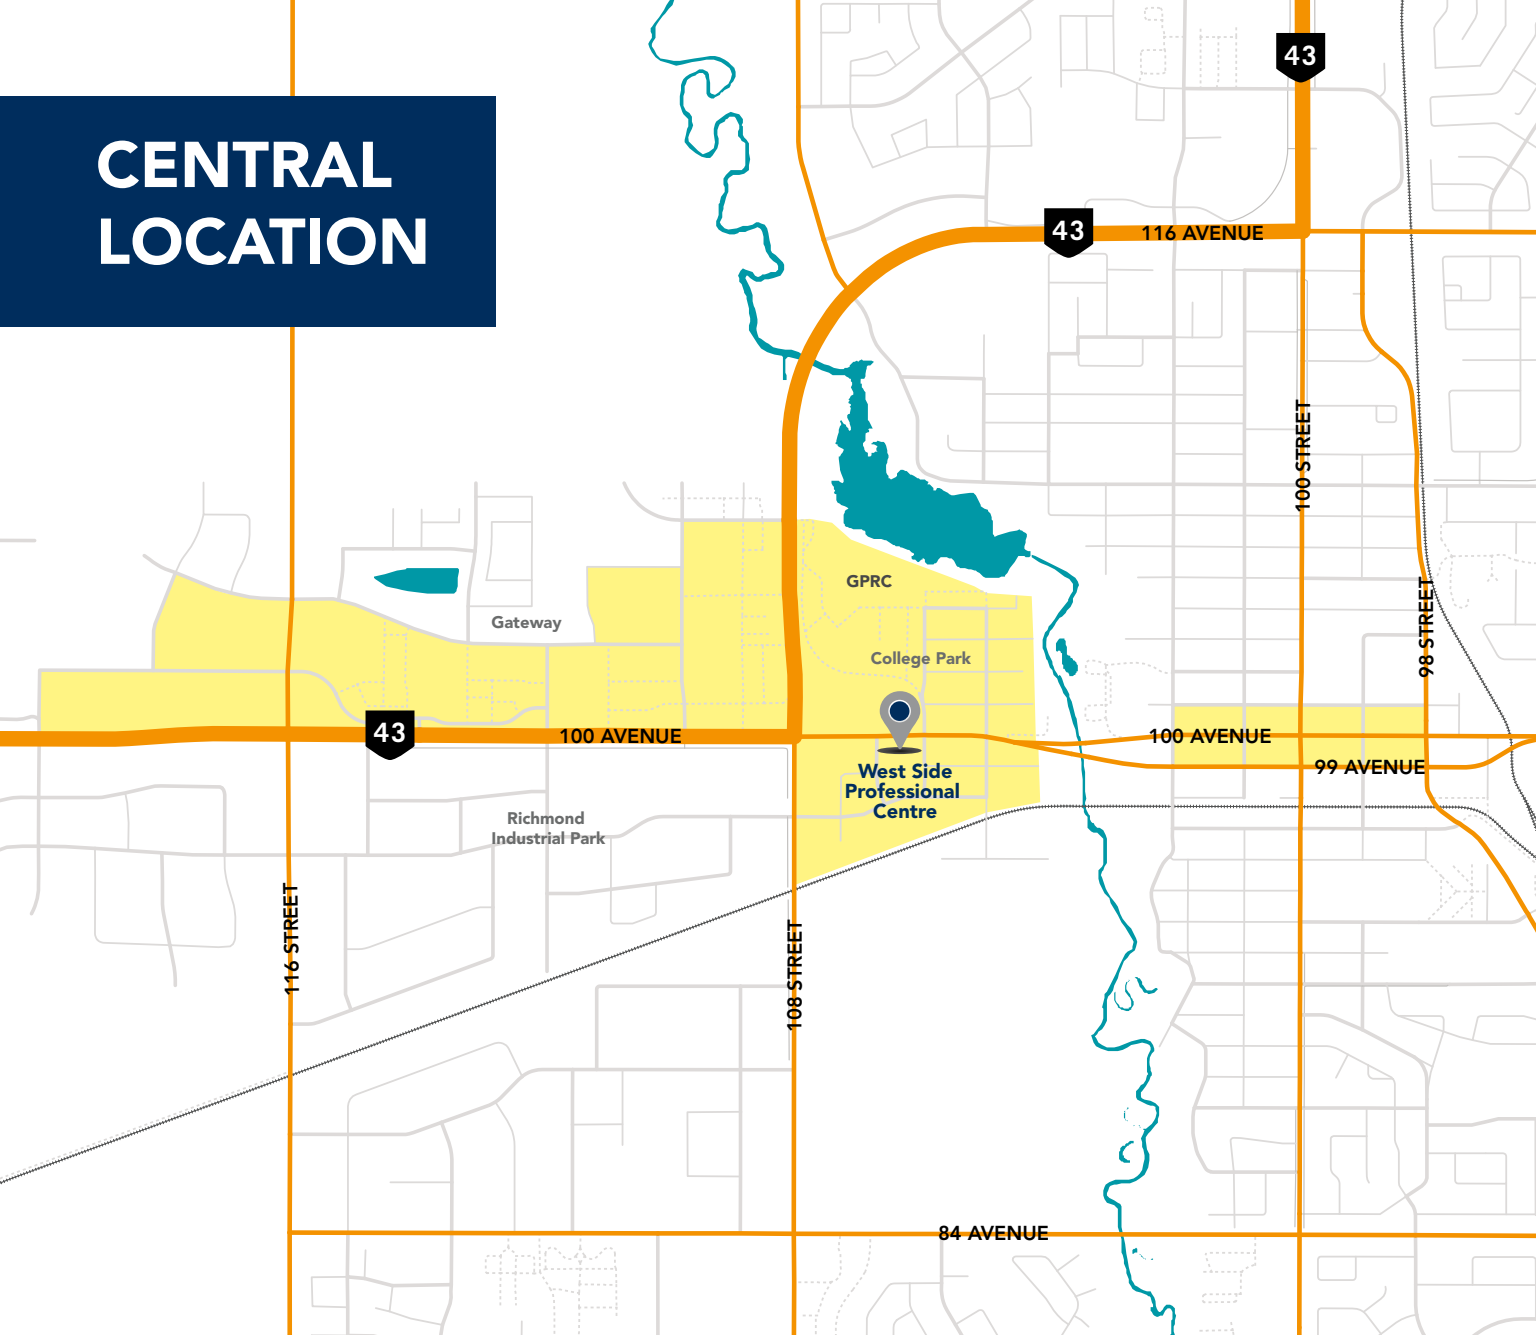 CENTRAL
LOCATION
43
43
116 AVENUE
100 STREET
GPRC
98 STREET
Gateway
College Park
43
100 AVENUE
100 AVENUE
99 AVENUE
West Side
Professional
Centre
Richmond
Industrial Park
116 STREET
108 STREET
84 AVENUE